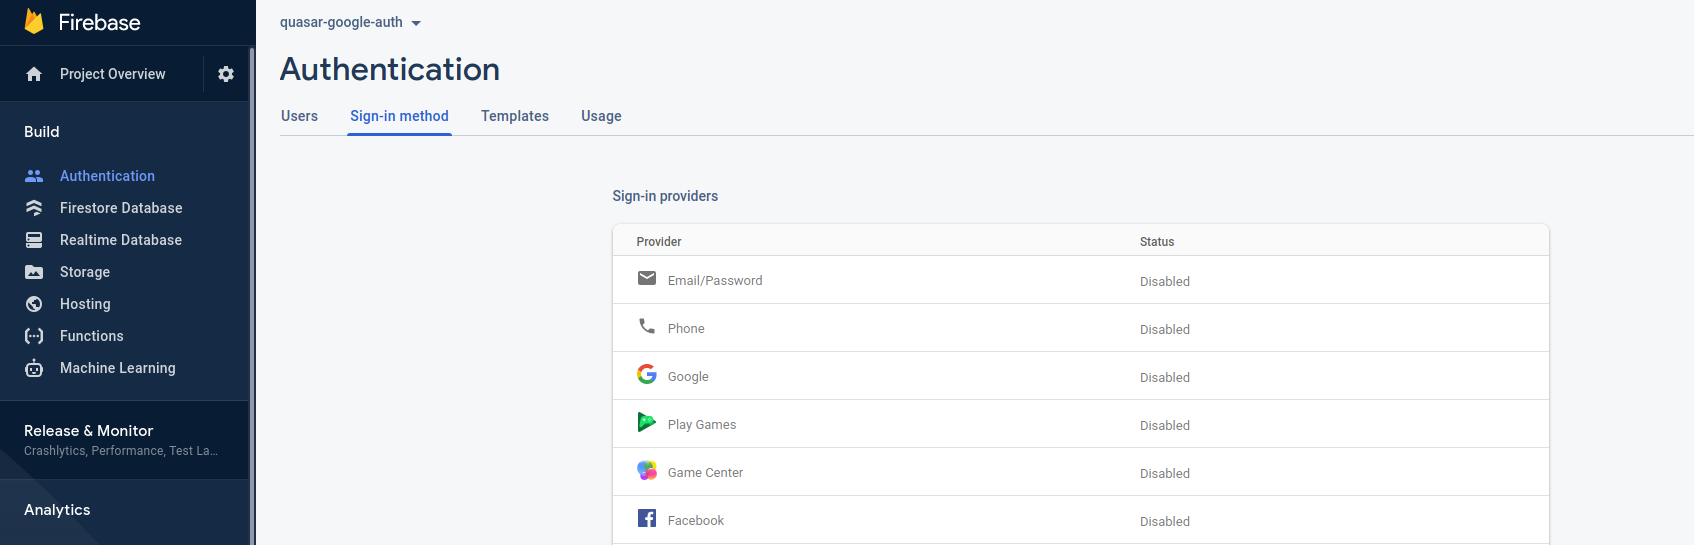 Firebase
Project Overview
Build
Authentication
Firestore Database
Realtime Database
Storage
Hosting
Functions
Machine Learning
Release & Monitor
Crashlytics, Performance, Test La...
Analytics
quasar-google-auth
Authentication
Users Sign-in method Templates Usage
Sign-in providers
Provider Status
Email/Password Disabled
Phone Disabled
Google Disabled
Play Games Disabled
Game Center Disabled
Facebook Disabled